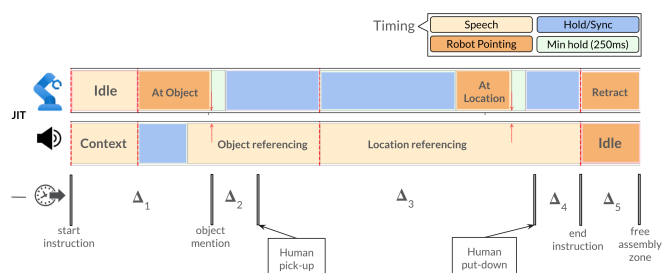 Timing
Speech
Hold/Sync
Robot Pointing
Min hold (250ms)
Idle
At Object
At
Location
Retract
JIT
Context
Object referencing
Location referencing
Idle
Δ1
Δ2
Δ3
Δ4
Δ5
start
instruction
object
mention
Human
pick-up
Human
put-down
end
instruction
free
assembly
zone